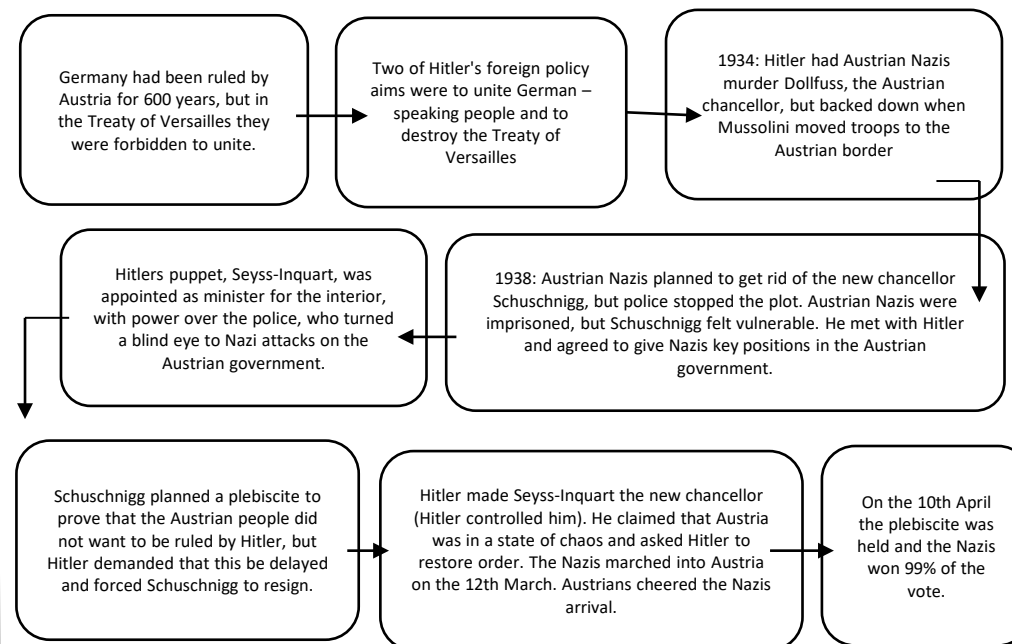 Germany had been ruled by
Austria for 600 years, but in
the Treaty of Versailles they
were forbidden to unite.
Two of Hitler's foreign policy
aims were to unite German –
speaking people and to
destroy the Treaty of
Versailles
1934: Hitler had Austrian Nazis
murder Dollfuss, the Austrian
chancellor, but backed down when
Mussolini moved troops to the
Austrian border
1938: Austrian Nazis planned to get rid of the new chancellor
Schuschnigg, but police stopped the plot. Austrian Nazis were
imprisoned, but Schuschnigg felt vulnerable. He met with Hitler
and agreed to give Nazis key positions in the Austrian
government.
Hitlers puppet, Seyss-Inquart, was
appointed as minister for the interior,
with power over the police, who turned
a blind eye to Nazi attacks on the
Austrian government.
Schuschnigg planned a plebiscite to
prove that the Austrian people did
not want to be ruled by Hitler, but
Hitler demanded that this be delayed
and forced Schuschnigg to resign.
Hitler made Seyss-Inquart the new chancellor
(Hitler controlled him). He claimed that Austria
was in a state of chaos and asked Hitler to
restore order. The Nazis marched into Austria
on the 12th March. Austrians cheered the Nazis
arrival.
On the 10th April
the plebiscite was
held and the Nazis
won 99% of the
vote.